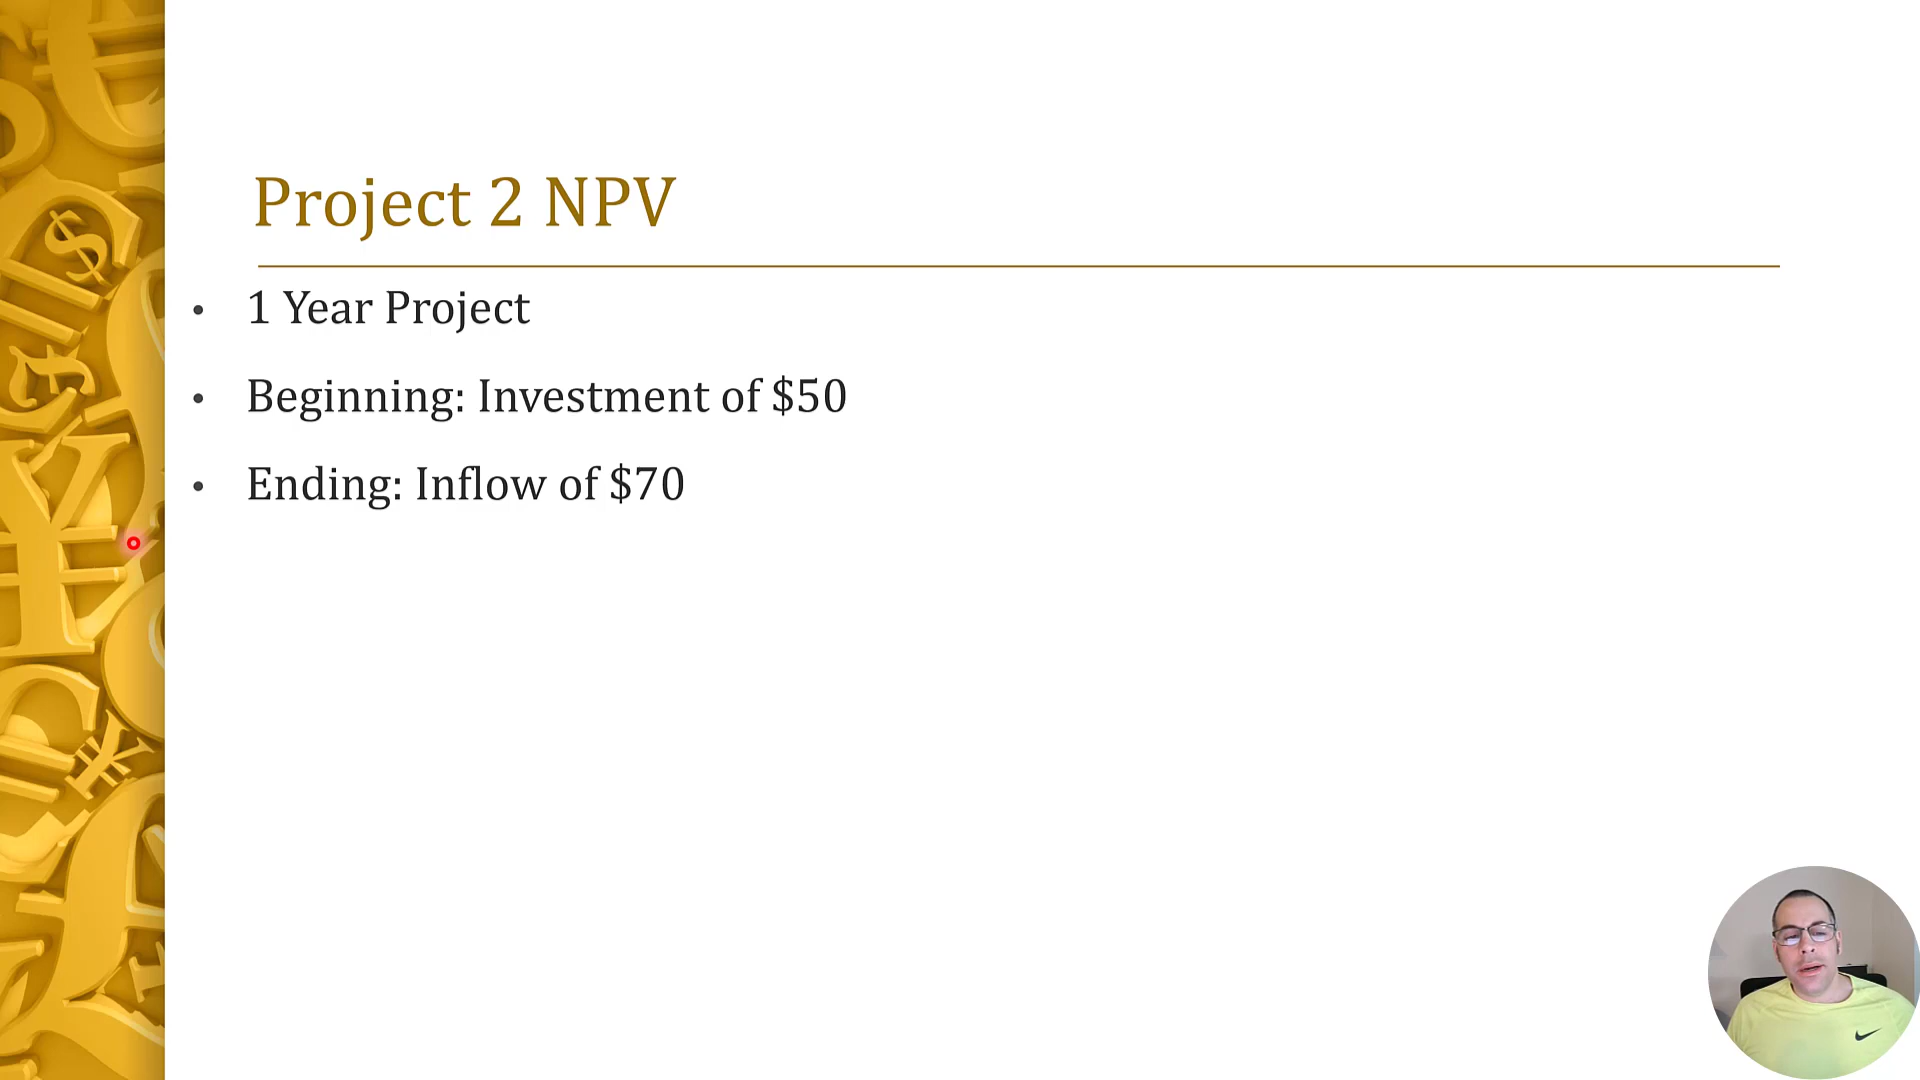 Project 2 NPV
• 1 Year Project
• Beginning: Investment of $50
• Ending: Inflow of $70